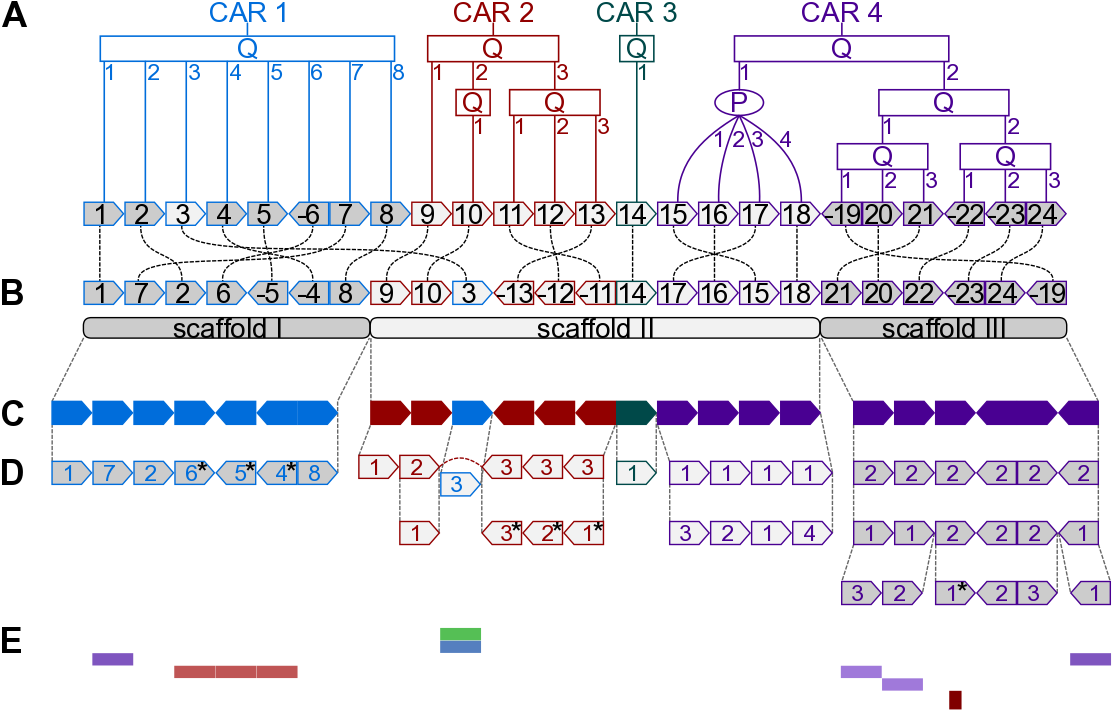 A CAR 1 CAR 2 CAR 3 CAR 4
Q Q Q Q
1 2 3 4 5 6 7 8 1 2 3 1 1 2
Q Q P Q
1 1 2 3 1 2 3 4 1 2
Q Q
1 2 3 1 2 3
1 2 3 4 5 -6 7 8 9 10 11 12 13 14 15 16 17 18 -19 20 21 -22 -23 24
B 1 7 2 6 -5 -4 8 9 10 3 -13 -12 -11 14 17 16 15 18 21 20 22 -23 24 -19
scaffold I scaffold II scaffold III
C
D 1 7 2 6* 5* 4* 8 1 2 3 3 3 3 1 1 1 1 1 2 2 2 2 2 2
1 3* 2* 1* 3 2 1 4 1 1 2 2 2 1
3 2 1* 2 3 1
E